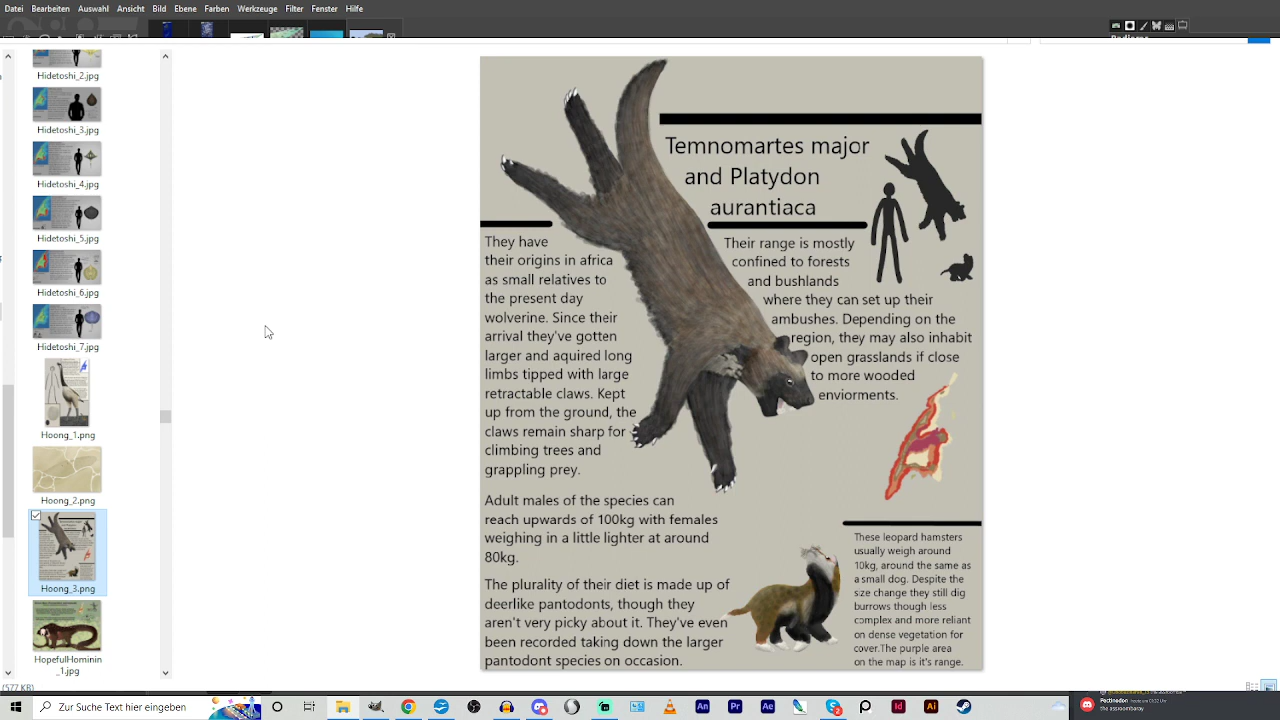 Datei Bearbeiten Auswahl Ansicht Bild Ebene Farben Werkzeuge Filter Fenster Hilfe
Hidetoshi_2.jpg
Hidetoshi_3.jpg
Hidetoshi_4.jpg
Hidetoshi_5.jpg
Hidetoshi_6.jpg
Hidetoshi_7.jpg
Hoong_1.png
Hoong_2.png
Hoong_3.png
HopefulHominin
_1.jpg
(577 KB)
Temnomartes major
and Platydon
aurantiaca
They have
their origins in africa
as small relatives to
the present day
wolverine. Since their
arrival they've gotten
larger and aquired long
limbs tipped with large
retractable claws. Kept
up from the ground, the
claws remain sharp for
climbing trees and
grappling prey.
Adult males of the species can
reach upwards of 100kg with females
weighing in a little lighter at around
80kg.
The plurality of their diet is made up of
deerlike pantodonts, though they
aren't very picky about it. They've even
been recorded taking down the larger
pantodont species on occasion.
Their range is mostly
confined to forests
and bushlands
where they can set up their
ambushes. Depending on the
region, they may also inhabit
open grasslands if close
to more wooded
enviorments.
These leopard hamsters
usually weigh around
10kg, around the same as
a small dog. Despite the
size change they still dig
burrows though less
complex and more reliant
on dense vegetation for
cover.The purple area
on the map is it's range.
Zur Suche Text hier eingeben
An Pr Ae Id Ai